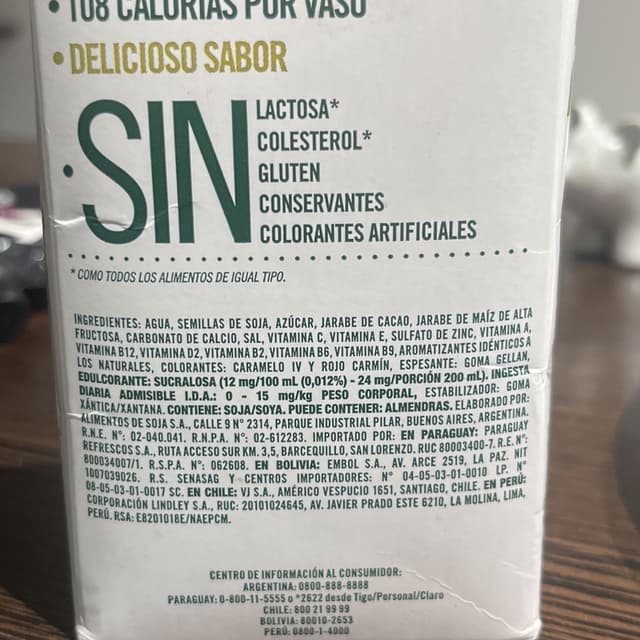 • 108 CALORÍAS POR VASO
• DELICIOSO SABOR
• SIN
LACTOSA*
COLESTEROL*
GLUTEN
CONSERVANTES
COLORANTES ARTIFICIALES
* COMO TODOS LOS ALIMENTOS DE IGUAL TIPO.
INGREDIENTES: AGUA, SEMILLAS DE SOJA, AZÚCAR, JARABE DE CACAO, JARABE DE MAÍZ DE ALTA
FRUCTOSA, CARBONATO DE CALCIO, SAL, VITAMINA C, VITAMINA E, SULFATO DE ZINC, VITAMINA A,
VITAMINA B12, VITAMINA D2, VITAMINA B2, VITAMINA B6, VITAMINA B9, AROMATIZANTES IDÉNTICOS A
LOS NATURALES, COLORANTES: CARAMELO IV Y ROJO CARMÍN, ESPESANTE: GOMA GELLAN,
EDULCORANTE: SUCRALOSA (12 mg/100 mL (0,012%) - 24 mg/PORCIÓN 200 mL). INGESTA
DIARIA ADMISIBLE I.D.A.: 0 - 15 mg/kg PESO CORPORAL, ESTABILIZADOR: GOMA
XÁNTICA/XANTANA. CONTIENE: SOJA/SOYA. PUEDE CONTENER: ALMENDRAS. ELABORADO POR:
ALIMENTOS DE SOJA S.A., CALLE 9 N° 2314, PARQUE INDUSTRIAL PILAR, BUENOS AIRES, ARGENTINA.
R.N.E. N°: 02-040.041. R.N.P.A. N°: 02-612283. IMPORTADO POR: EN PARAGUAY: PARAGUAY
REFRESCOS S.A., RUTA ACCESO SUR KM. 3,5, BARCEQUILLO, SAN LORENZO. RUC 80003400-7. R.E. N°:
00034007/1. R.S.P.A. N°: 062608. EN BOLIVIA: EMBOL S.A., AV. ARCE 2519, LA PAZ. NIT
1007039026. R.S. SENASAG Y CENTROS IMPORTADORES: N° 04-05-03-01-0010 LP. N°
08-05-03-01-0017 SC. EN CHILE: VJ S.A., AMÉRICO VESPUCIO 1651, SANTIAGO, CHILE. EN PERÚ:
CORPORACIÓN LINDLEY S.A., RUC: 20101024645, AV. JAVIER PRADO ESTE 6210, LA MOLINA, LIMA,
PERÚ. RSA: E8201018E/NAEPCM.
CENTRO DE INFORMACIÓN AL CONSUMIDOR:
ARGENTINA: 0800-888-8888
PARAGUAY: 0-800-11-5555 o *2622 desde Tigo/Personal/Claro
CHILE: 800 21 99 99
BOLIVIA: 80010-2653
PERÚ: 0800-1-4000